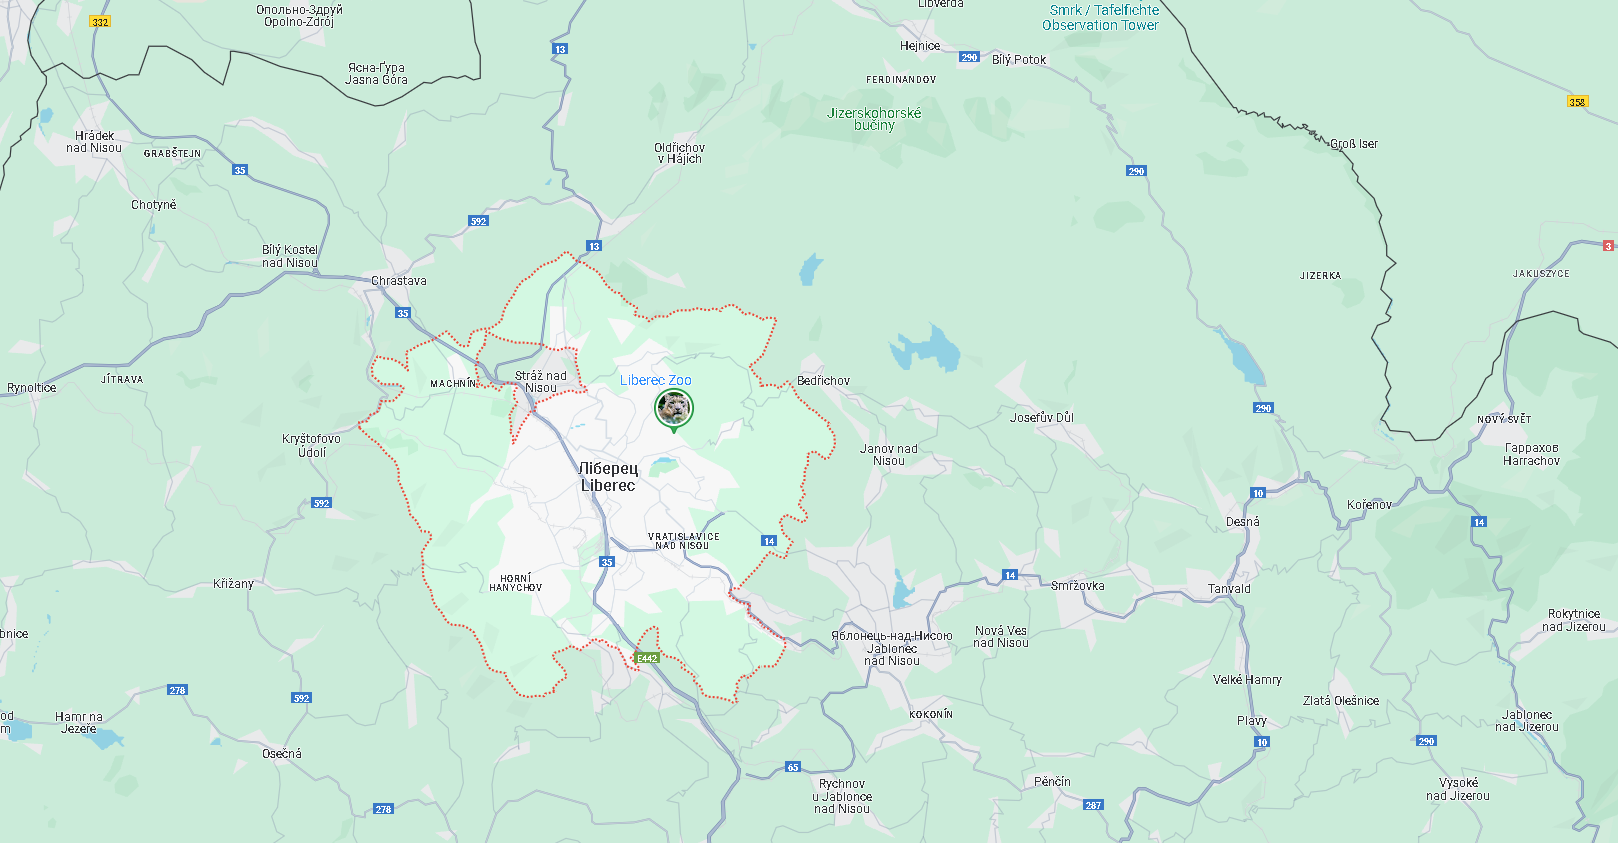 Опольно-Здруй
Opolno-Zdrój
Liberda
Smrk / Tafelfichte
Observation Tower
332
13
Hejnice
290
Bílý Potok
Ясна-Ґура
Jasna Góra
FERDINANDOV
358
Jizerskohorské
bučiny
Hrádek
nad Nisou
GRABŠTEJN
35
Oldřichov
v Hájích
Groß Iser
290
Chotyně
592
13
3
Bílý Kostel
nad Nisou
Chrastava
JIZERKA
JAKUSZYCE
35
Rynoltice
JÍTRAVA
MACHNÍN
Stráž nad
Nisou
Liberec Zoo
Bedřichov
290
Josefův Důl
NOVÝ SVĚT
Kryštofovo
Údolí
Janov nad
Nisou
Гаррахов
Harrachov
Ліберец
Liberec
592
10
Kořenov
Desná
14
VRATISLAVICE
NAD NISOU
14
35
HORNÍ
HANYCHOV
Křižany
14
Smržovka
Tanvald
Rokytnice
nad Jizerou
bnice
Яблонець-над-Нисою
Jablonec
nad Nisou
Nová Ves
nad Nisou
E442
278
592
Velké Hamry
Zlatá Olešnice
od
m
Hamr na
Jezeře
KOKONÍN
Plavy
Jablonec
nad Jizerou
10
290
Osečná
65
Rychnov
u Jablonce
nad Nisou
Pěnčín
Vysoké
nad Jizerou
278
287